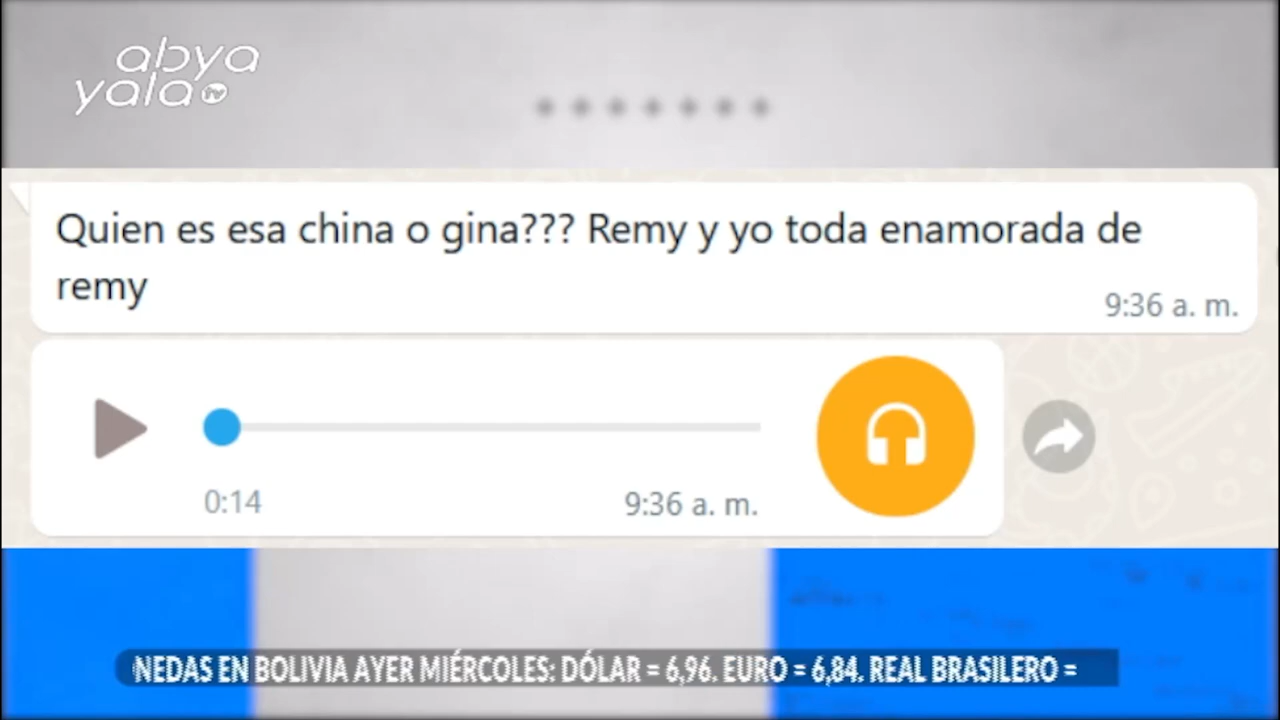 abya
yala tv
Quien es esa china o gina??? Remy y yo toda enamorada de
remy
9:36 a. m.
0:14
9:36 a. m.
NEDAS EN BOLIVIA AYER MIÉRCOLES: DÓLAR = 6,96. EURO = 6,84. REAL BRASILERO =